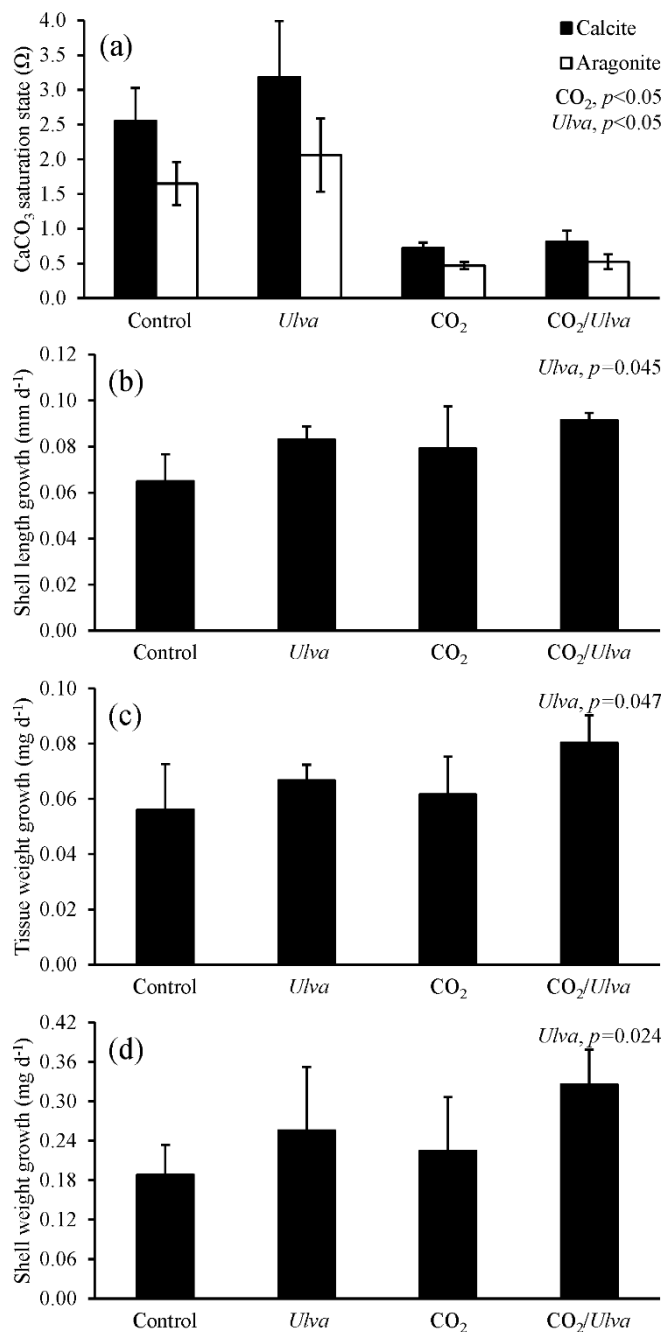 (a)
Calcite
Aragonite
CO₂, p<0.05
Ulva, p<0.05
CaCO₃ saturation state (Ω)
4.0
3.5
3.0
2.5
2.0
1.5
1.0
0.5
0.0
Control
Ulva
CO₂
CO₂/Ulva
(b)
Ulva, p=0.045
Shell length growth (mm d⁻¹)
0.12
0.10
0.08
0.06
0.04
0.02
0.00
Control
Ulva
CO₂
CO₂/Ulva
(c)
Ulva, p=0.047
Tissue weight growth (mg d⁻¹)
0.10
0.08
0.06
0.04
0.02
0.00
Control
Ulva
CO₂
CO₂/Ulva
(d)
Ulva, p=0.024
Shell weight growth (mg d⁻¹)
0.42
0.36
0.30
0.24
0.18
0.12
0.06
0.00
Control
Ulva
CO₂
CO₂/Ulva